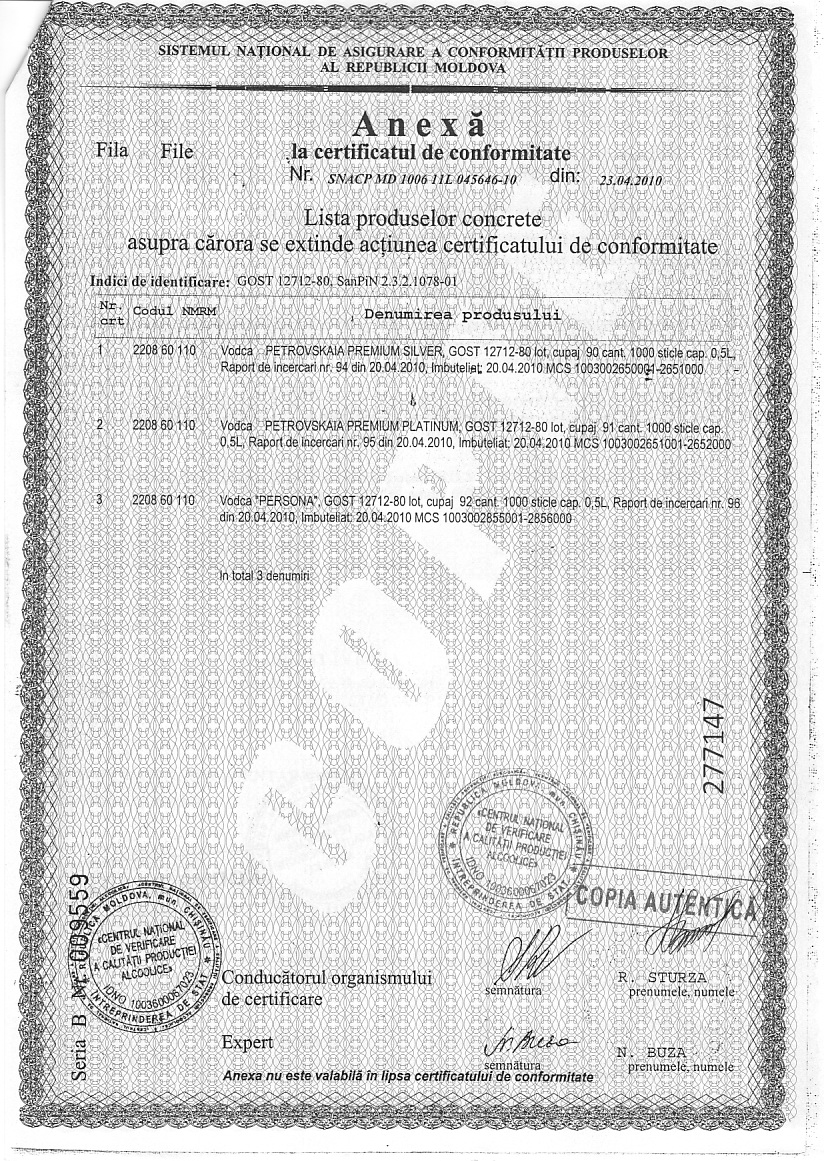 SISTEMUL NAȚIONAL DE ASIGURARE A CONFORMITĂȚII PRODUSELOR
AL REPUBLICII MOLDOVA
Anexă
Fila File
la certificatul de conformitate
Nr. SNACP MD 1006 11L 045646-10 din: 23.04.2010
Lista produselor concrete
asupra cărora se extinde acțiunea certificatului de conformitate
Indici de identificare: GOST 12712-80, SanPiN 2.3.2.1078-01
Nr. ort Codul NMRM Denumirea produsului
1 2208 60 110 Vodca PETROVSKAIA PREMIUM SILVER, GOST 12712-80 lot, cupaj 90 cant. 1000 sticle cap. 0,5L,
Raport de incercari nr. 94 din 20.04.2010, Imbuteliat: 20.04.2010 MCS 1003002650001-2651000
2 2208 60 110 Vodca PETROVSKAIA PREMIUM PLATINUM, GOST 12712-80 lot, cupaj 91 cant. 1000 sticle cap.
0,5L, Raport de incercari nr. 95 din 20.04.2010, Imbuteliat: 20.04.2010 MCS 1003002651001-2652000
3 2208 60 110 Vodca "PERSONA", GOST 12712-80 lot, cupaj 92 cant. 1000 sticle cap. 0,5L, Raport de incercari nr. 96
din 20.04.2010, Imbuteliat: 20.04.2010 MCS 1003002855001-2856000
In total 3 denumiri
COPIE
277147
REPUBLICA MOLDOVA, mun. CHIȘINĂU
«CENTRUL NAȚIONAL
DE VERIFICARE
A CALITĂȚII PRODUCȚIEI
ALCOOLICE»
IDNO 1003600067023
ÎNTREPRINDEREA DE STAT
COPIA AUTENTICĂ
Seria B Nr. 009559
MOLDOVA, mun. CHIȘINĂU
«CENTRUL NAȚIONAL
DE VERIFICARE
A CALITĂȚII PRODUCȚIEI
ALCOOLICE»
IDNO 1003600067023
ÎNTREPRINDEREA DE STAT
Conducătorul organismului
de certificare
semnătura
R. STURZA
prenumele, numele
Expert
semnătura
N. BUZA
prenumele, numele
Anexa nu este valabilă în lipsa certificatului de conformitate